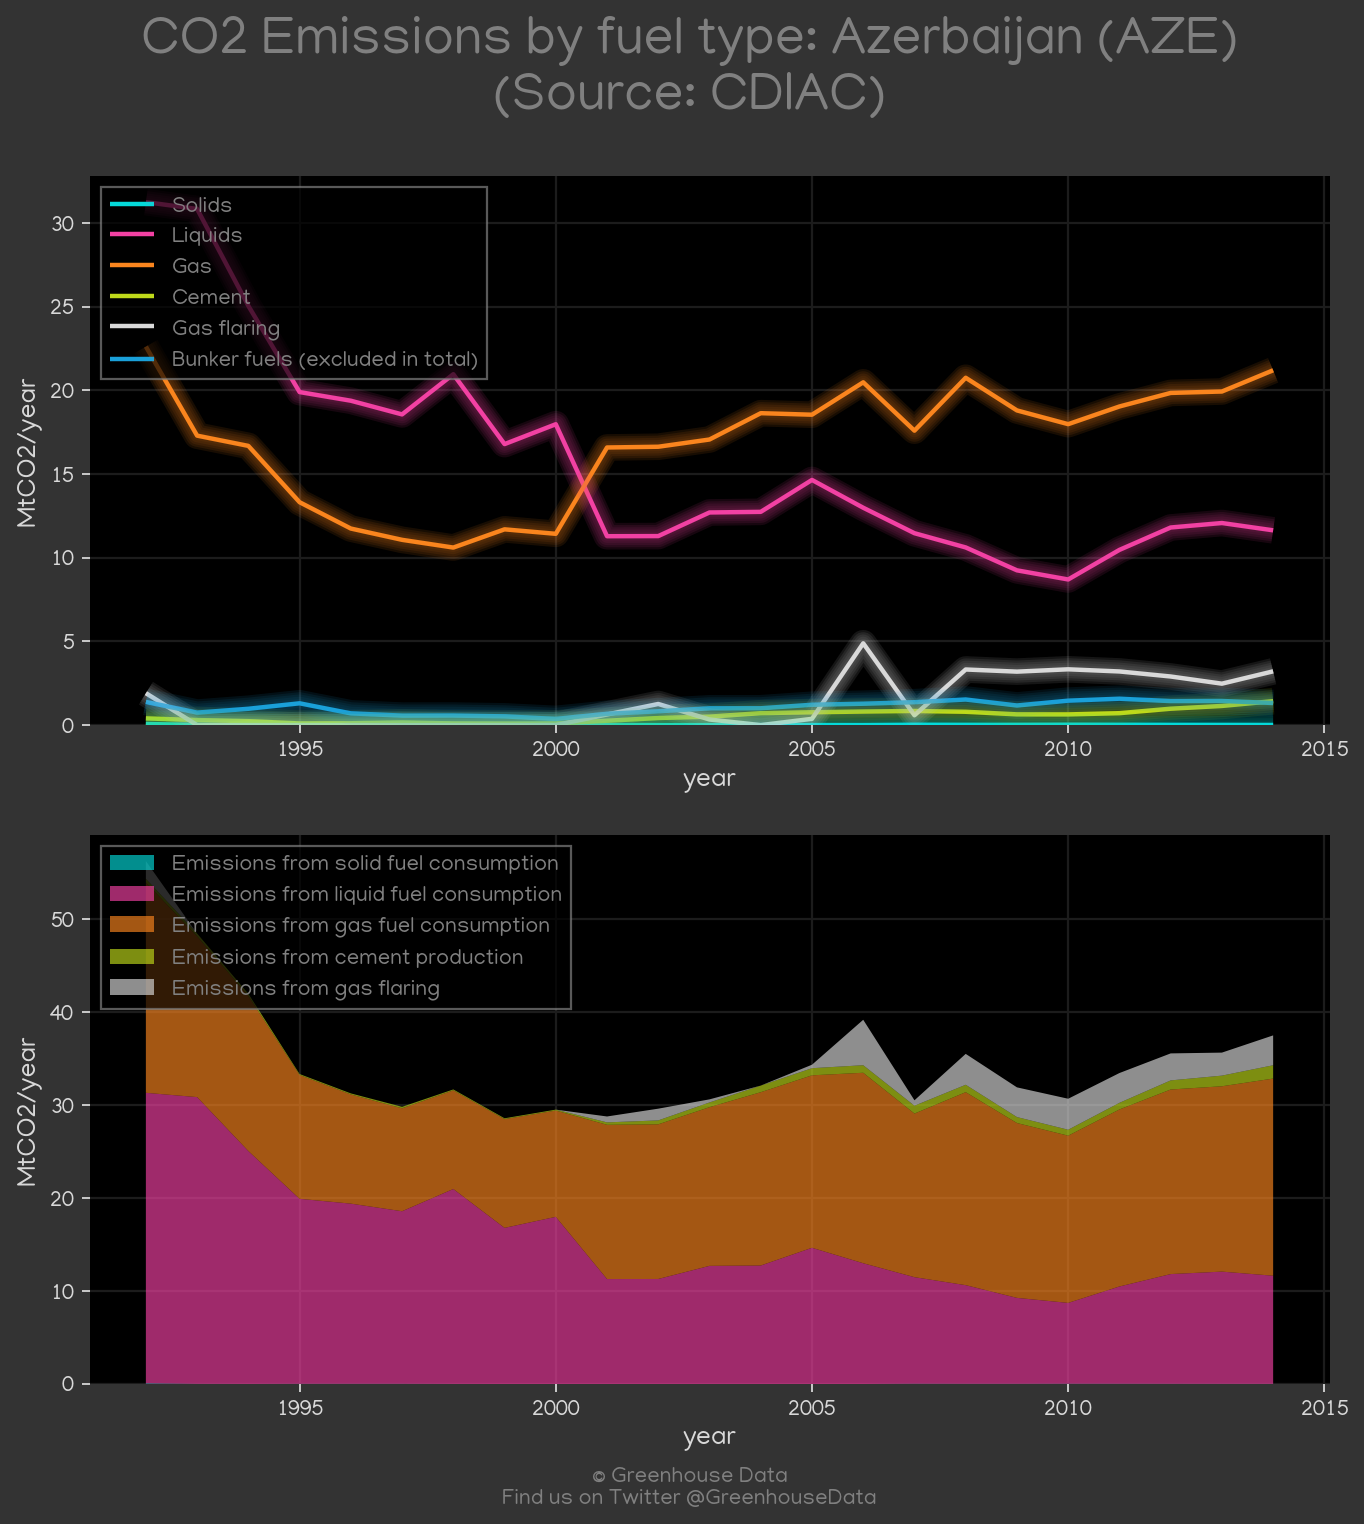 CO2 Emissions by fuel type: Azerbaijan (AZE)
(Source: CDIAC)
Solids
Liquids
Gas
Cement
Gas flaring
Bunker fuels (excluded in total)
30
25
20
15
10
5
0
MtCO2/year
1995
2000
2005
2010
2015
year
Emissions from solid fuel consumption
Emissions from liquid fuel consumption
Emissions from gas fuel consumption
Emissions from cement production
Emissions from gas flaring
50
40
30
20
10
0
MtCO2/year
1995
2000
2005
2010
2015
year
© Greenhouse Data
Find us on Twitter @GreenhouseData